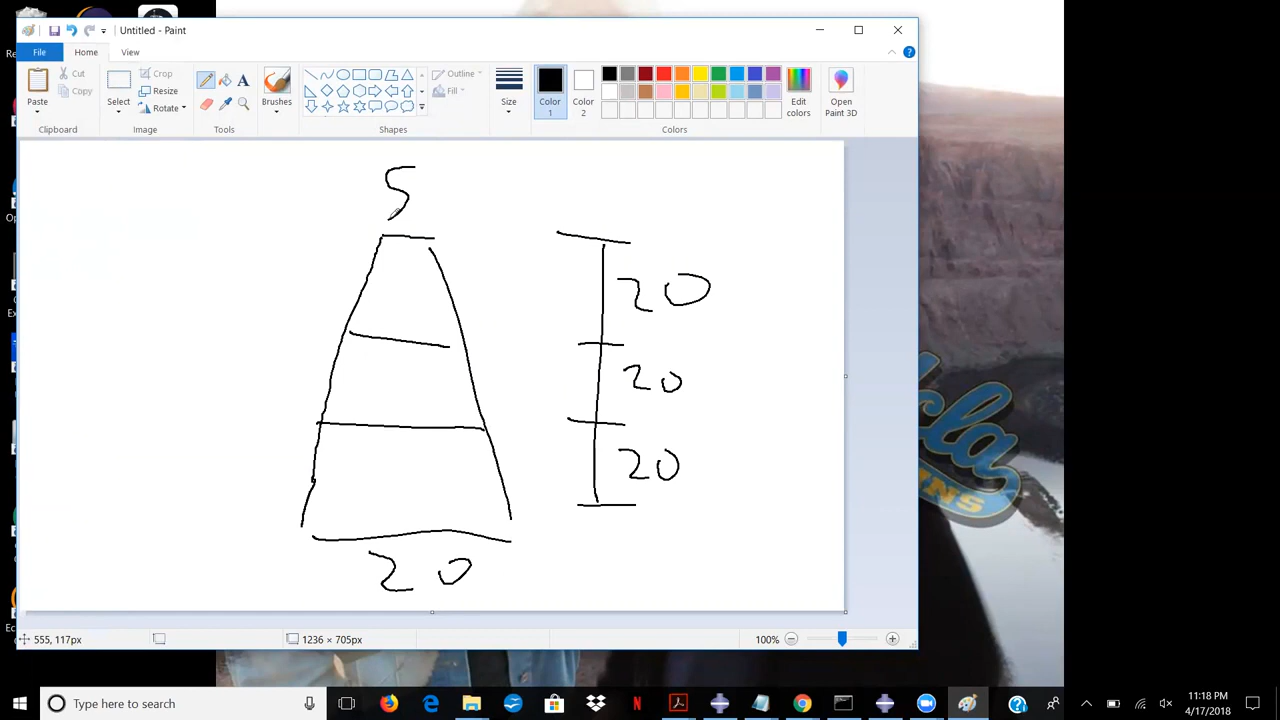 Untitled - Paint
File Home View
Paste
Cut
Copy
Clipboard
Select
Crop
Resize
Rotate
Image
A
Tools
Brushes
Shapes
Outline
Fill
Size
Color 1
Color 2
Colors
Edit colors
Open Paint 3D
5
20
20
20
20
555, 117px
1236 × 705px
100%
Type here to search
11:18 PM
4/17/2018